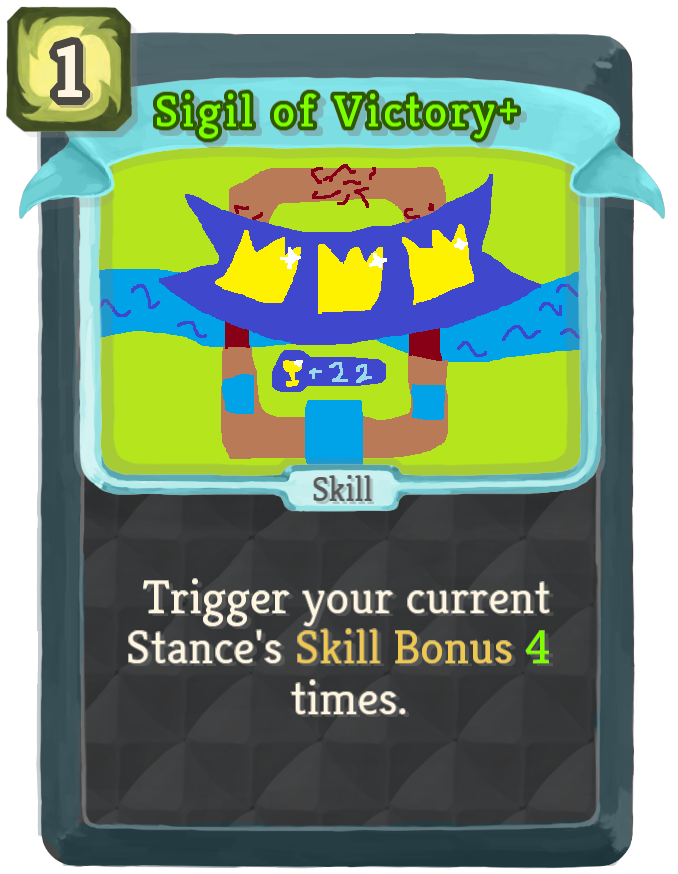 1
Sigil of Victory+
+22
Skill
Trigger your current
Stance's Skill Bonus 4
times.